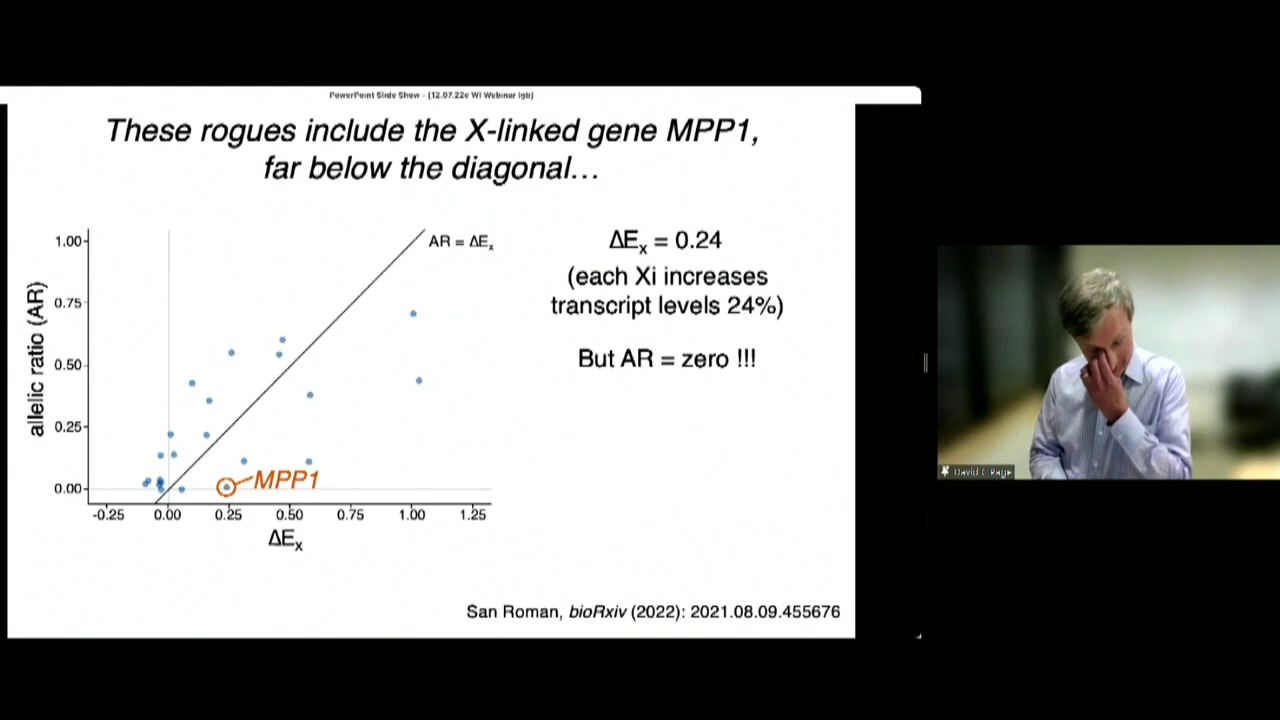 PowerPoint Slide Show - [12.07.22e WI Webinar lgb]
These rogues include the X-linked gene MPP1,
far below the diagonal…
AR = ΔEx
ΔEx = 0.24
(each Xi increases
transcript levels 24%)
But AR = zero !!!
allelic ratio (AR)
1.00
0.75
0.50
0.25
0.00
MPP1
-0.25 0.00 0.25 0.50 0.75 1.00 1.25
ΔEx
San Roman, bioRxiv (2022): 2021.08.09.455676
David C Page